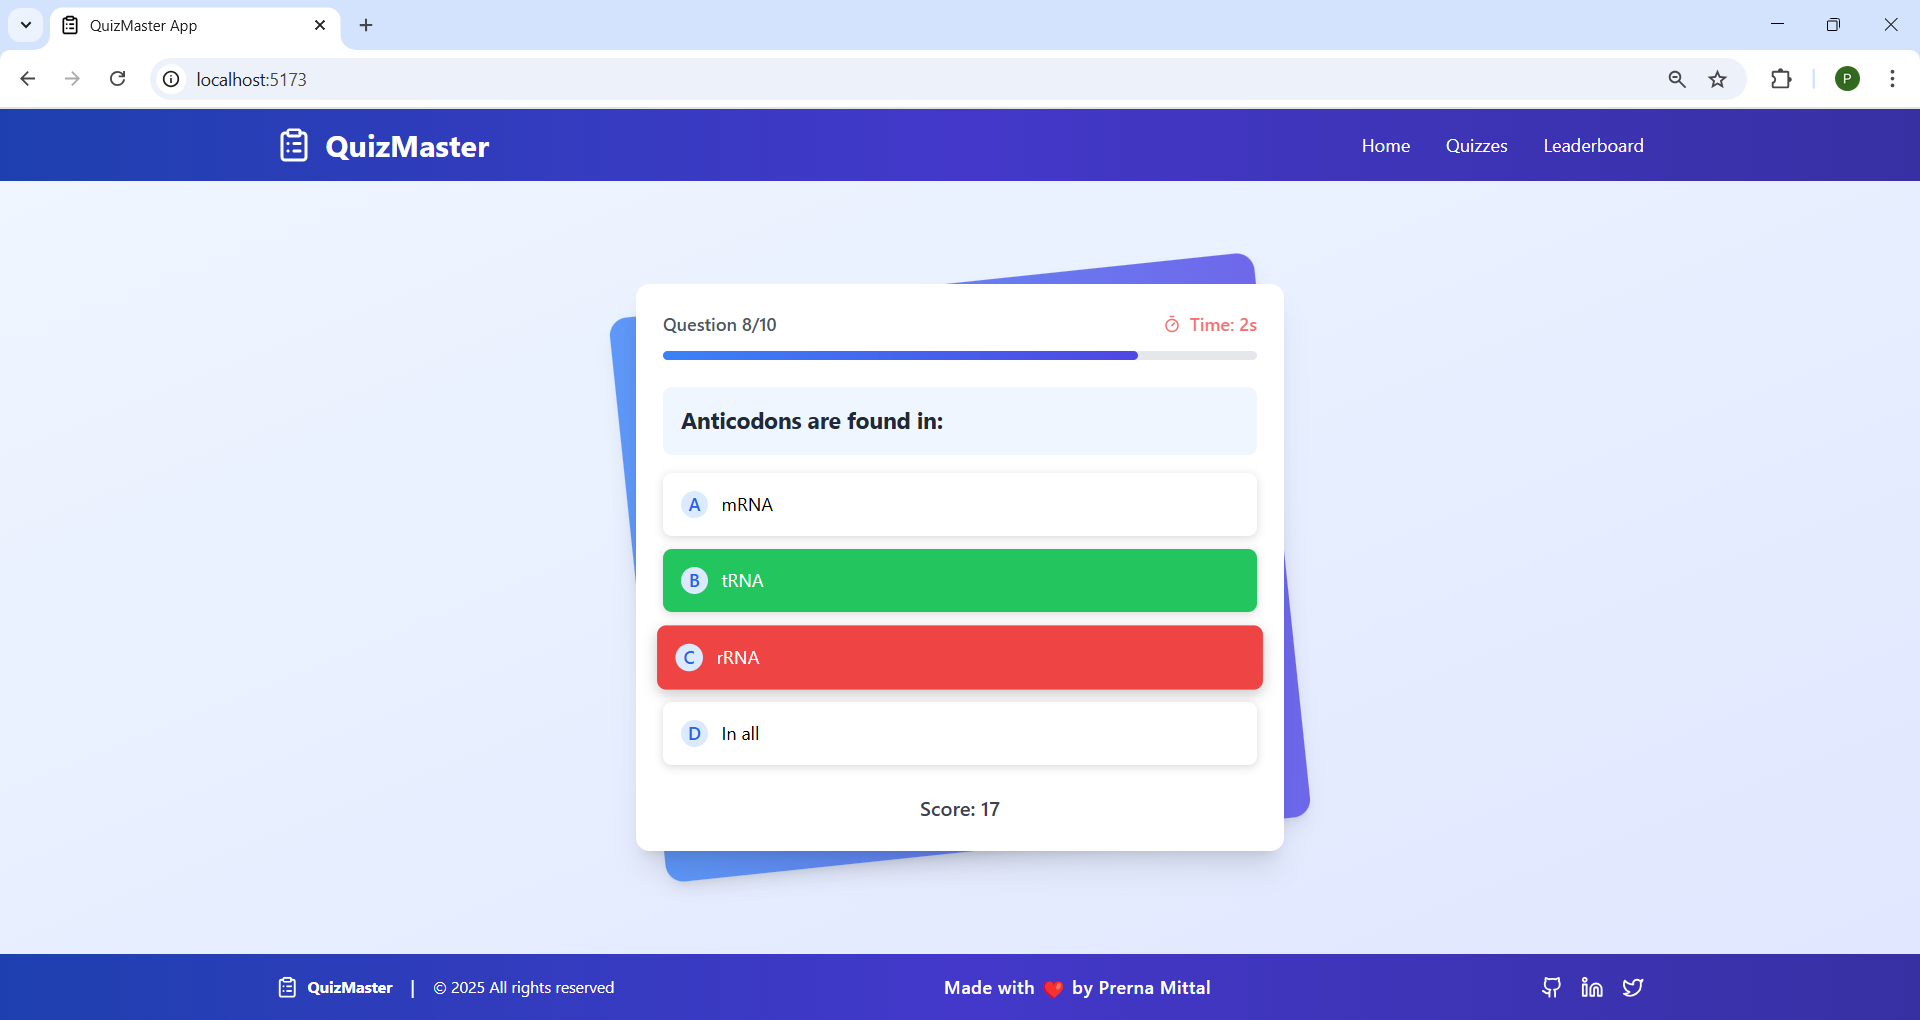 QuizMaster App
localhost:5173
P
QuizMaster
Home
Quizzes
Leaderboard
Question 8/10
Time: 2s
Anticodons are found in:
A mRNA
B tRNA
C rRNA
D In all
Score: 17
QuizMaster | © 2025 All rights reserved
Made with ❤️ by Prerna Mittal
in